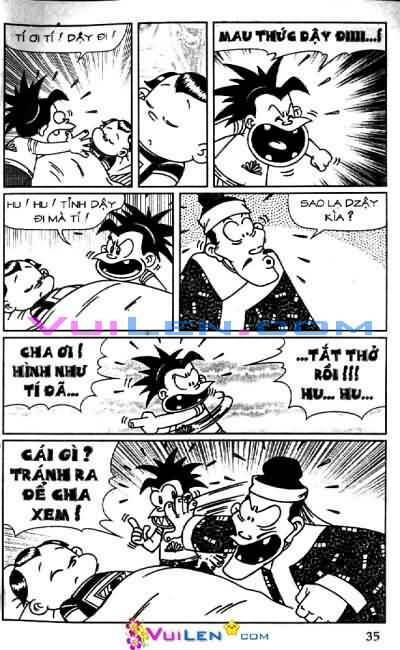 TÍ ƠI TÍ! DẬY ĐI!
MAU THỨC DẬY ĐIIII...!
HU! HU! TỈNH DẬY
ĐI MÀ TÍ!
SAO LA DZẬY
KÌA?
VUILEN.COM
CHA ƠI!
HÌNH NHƯ
TÍ ĐÃ...
...TẮT THỞ
RỒI!!!
HU... HU...
CÁI GÌ?
TRÁNH RA
ĐỂ CHA
XEM!
35
VUILEN.COM